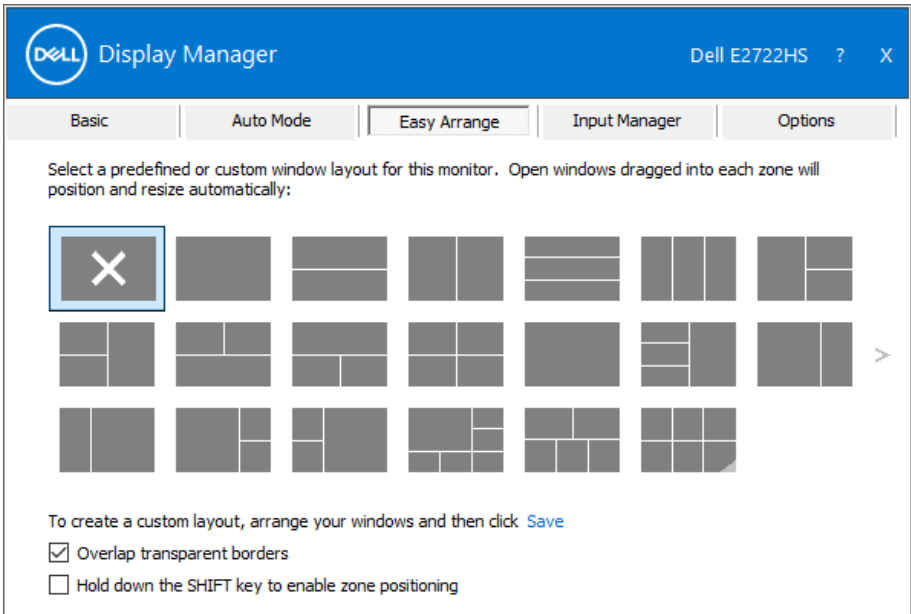 DELL Display Manager Dell E2722HS ? X
Basic Auto Mode Easy Arrange Input Manager Options
Select a predefined or custom window layout for this monitor. Open windows dragged into each zone will
position and resize automatically:
>
To create a custom layout, arrange your windows and then click Save
Overlap transparent borders
Hold down the SHIFT key to enable zone positioning